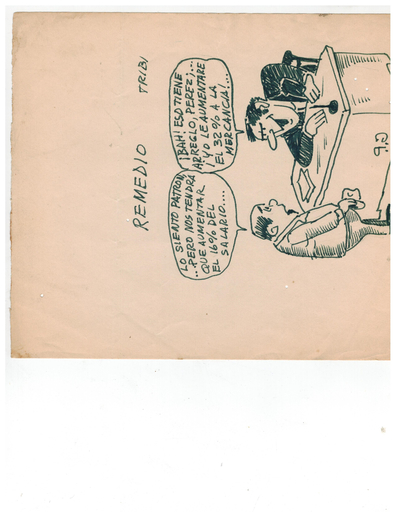 REMEDIO
TRIBI
LO SIENTO PATRON,
...PERO NOS TENDRA
QUE AUMENTAR
EL 16% DEL
SALARIO...
¡BAH! ESO TIENE
ARREGLO, PEREZ;...
YO LE AUMENTARE
EL 32% A LA
MERCANCIA!...